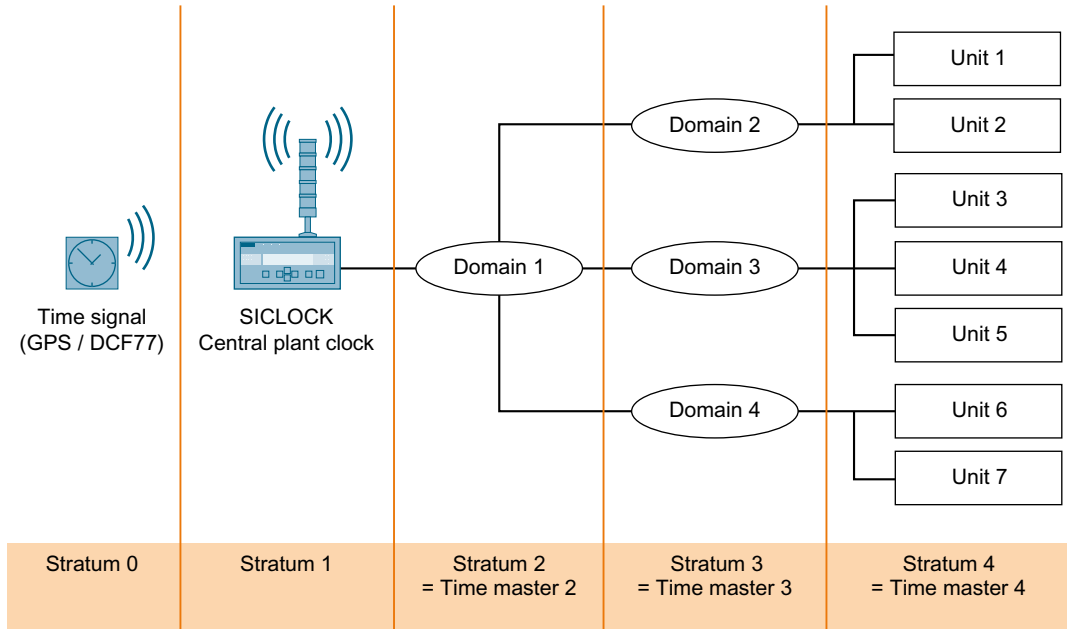 Unit 1
Domain 2
Unit 2
Unit 3
Domain 1
Domain 3
Unit 4
Time signal
(GPS / DCF77)
SICLOCK
Central plant clock
Unit 5
Domain 4
Unit 6
Unit 7
Stratum 0
Stratum 1
Stratum 2
= Time master 2
Stratum 3
= Time master 3
Stratum 4
= Time master 4